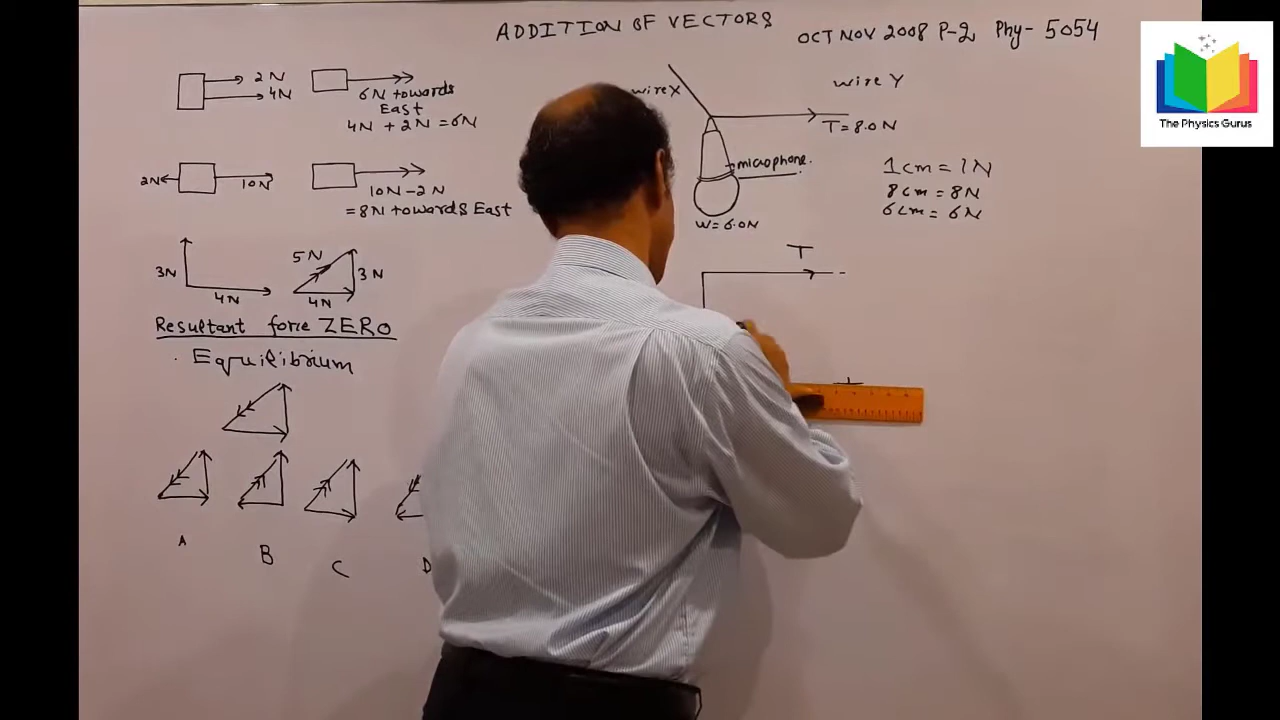 ADDITION OF VECTORS
OCT NOV 2008 P-2 Phy- 5054
2N
4N
6N towards
East
4N + 2N = 6N
2N
10N
10N-2N
= 8N towards East
3N
4N
5N
3N
4N
Resultant force ZERO
. Equilibrium
A
B
C
D
wire X
wire Y
T = 8.0N
microphone.
W = 6.0N
1cm = 1N
8cm = 8N
6cm = 6N
T
The Physics Gurus